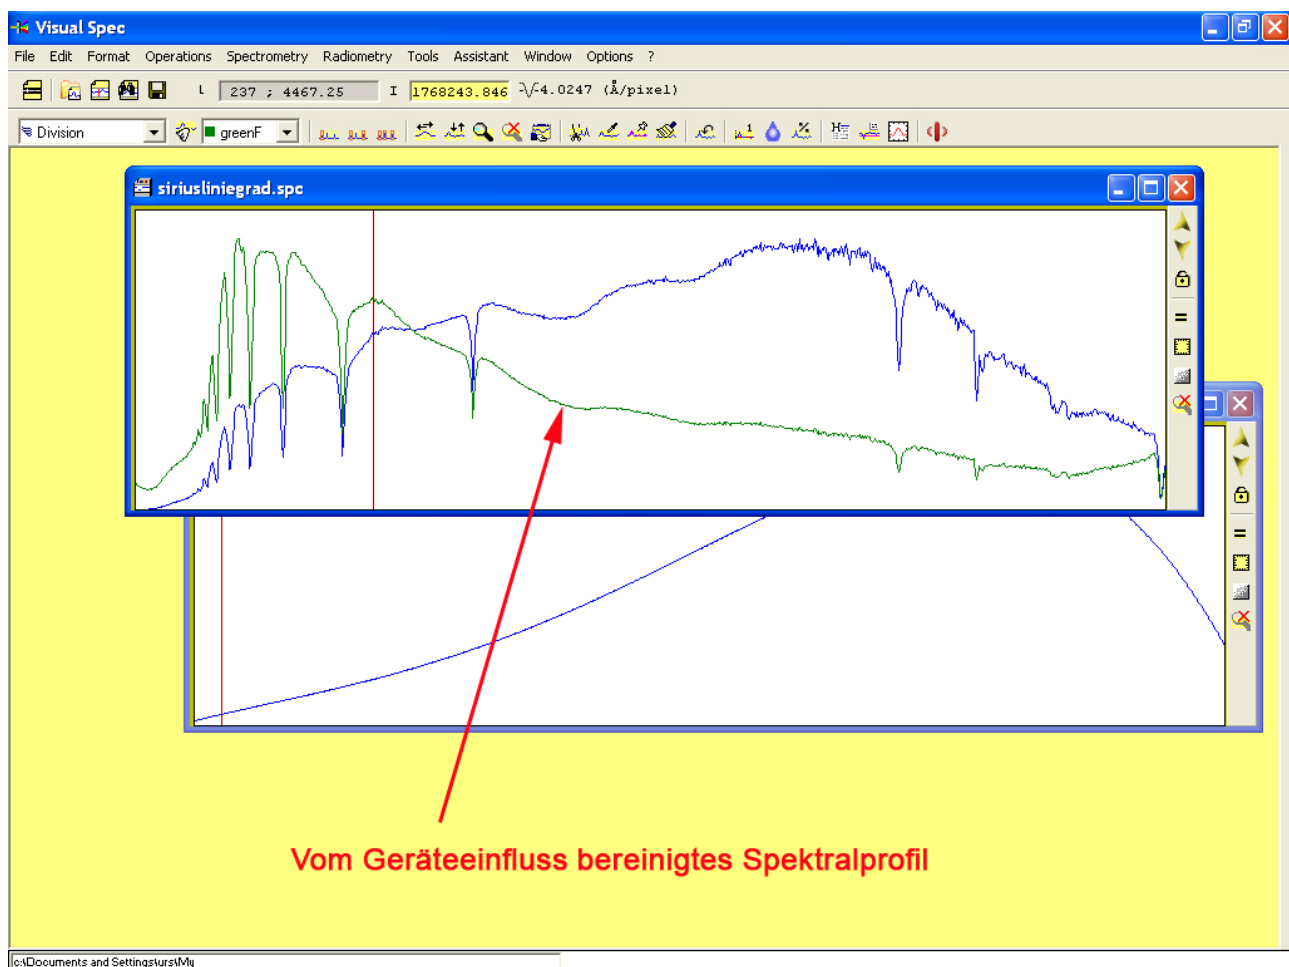 Visual Spec
File Edit Format Operations Spectrometry Radiometry Tools Assistant Window Options ?
L 237 ; 4467.25 I 1768243.846 4.0247 (Å/pixel)
Division greenF
siriusliniegrad.spc
Vom Geräteeinfluss bereinigtes Spektralprofil
c:\Documents and Settings\urs\My